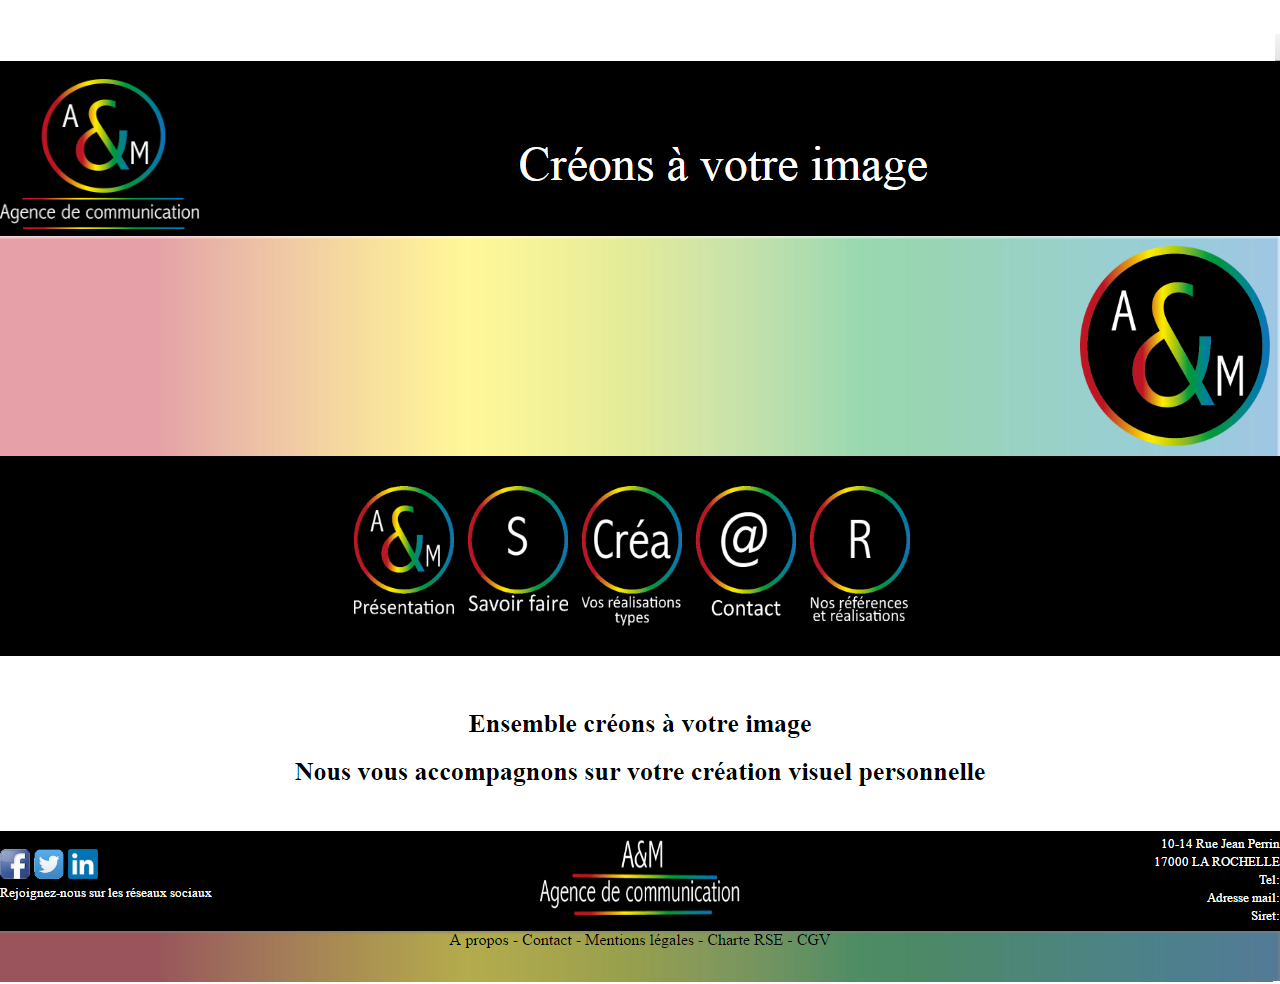 A & M
Agence de communication
Créons à votre image
A & M
A & M
Présentation
S
Savoir faire
Créa
Vos réalisations
types
@
Contact
R
Nos références
et réalisations
Ensemble créons à votre image
Nous vous accompagnons sur votre création visuel personnelle
f
in
Rejoignez-nous sur les réseaux sociaux
A&M
Agence de communication
10-14 Rue Jean Perrin
17000 LA ROCHELLE
Tel:
Adresse mail:
Siret:
A propos - Contact - Mentions légales - Charte RSE - CGV